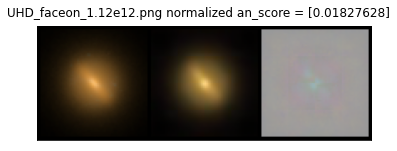 UHD_faceon_1.12e12.png normalized an_score = [0.01827628]